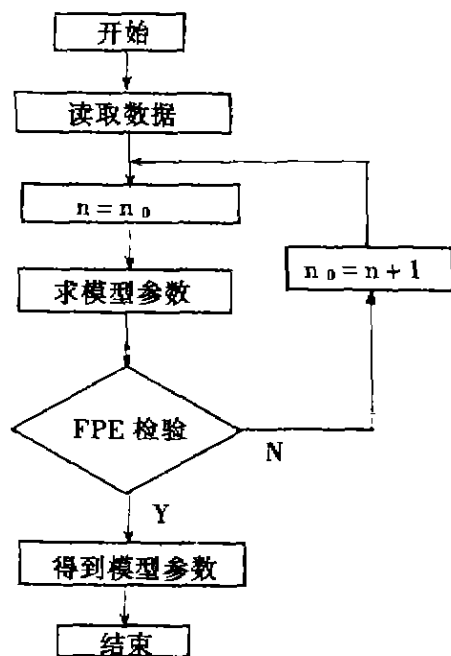 开始
读取数据
n = n₀
n₀ = n + 1
求模型参数
FPE 检验
N
Y
得到模型参数
结束